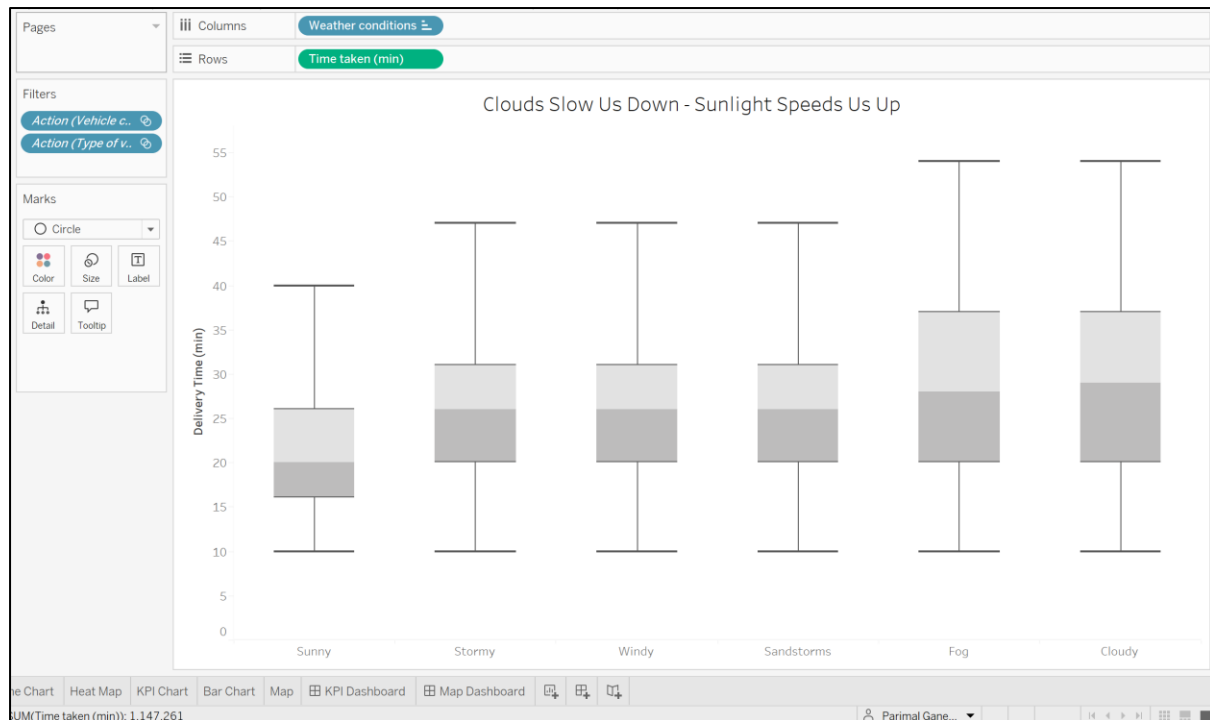 Pages
Columns
Weather conditions
Rows
Time taken (min)
Filters
Action (Vehicle c..
Action (Type of v..
Marks
Circle
Color
Size
Label
Detail
Tooltip
Clouds Slow Us Down - Sunlight Speeds Us Up
Delivery Time (min)
55
50
45
40
35
30
25
20
15
10
5
0
Sunny Stormy Windy Sandstorms Fog Cloudy
ne Chart Heat Map KPI Chart Bar Chart Map KPI Dashboard Map Dashboard
SUM(Time taken (min)): 1,147,261 Parimal Gane...